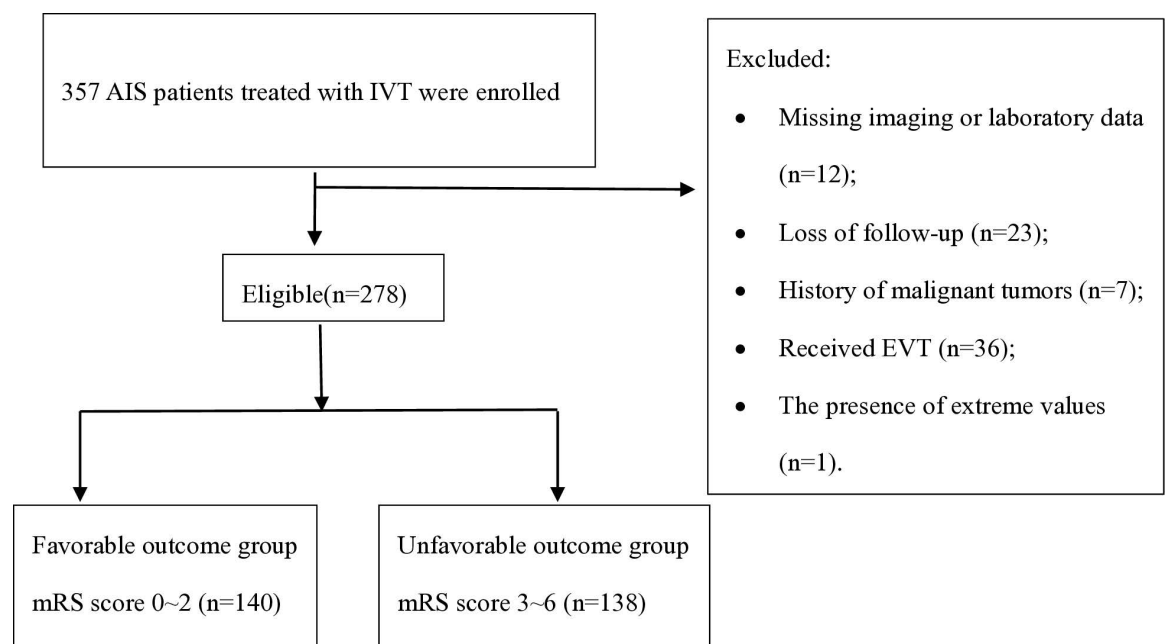 357 AIS patients treated with IVT were enrolled
Excluded:
• Missing imaging or laboratory data
(n=12);
• Loss of follow-up (n=23);
• History of malignant tumors (n=7);
• Received EVT (n=36);
• The presence of extreme values
(n=1).
Eligible(n=278)
Favorable outcome group
mRS score 0~2 (n=140)
Unfavorable outcome group
mRS score 3~6 (n=138)